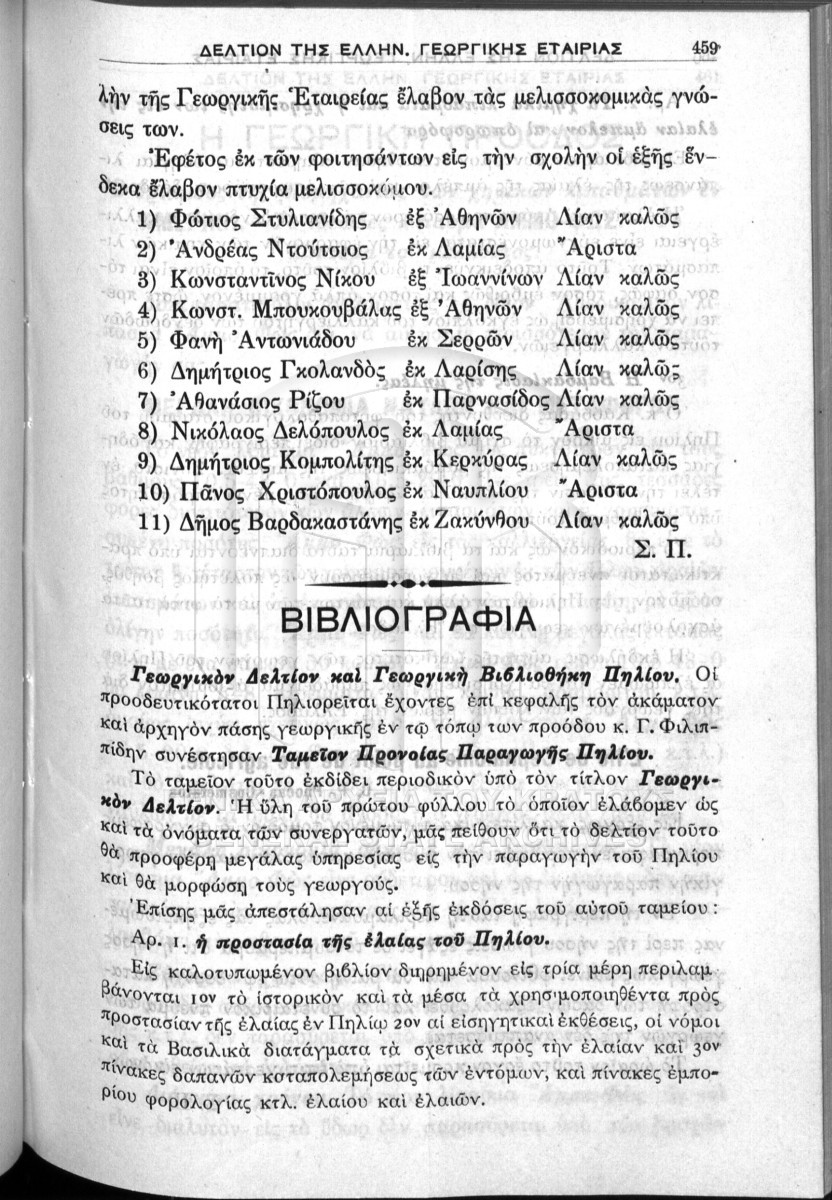 ΔΕΛΤΙΟΝ ΤΗΣ ΕΛΛΗΝ. ΓΕΩΡΓΙΚΗΣ ΕΤΑΙΡΙΑΣ 459
λὴν τῆς Γεωργικῆς Ἑταιρείας ἔλαβον τὰς μελισσοκομικὰς γνώ-
σεις των.
Ἐφέτος ἐκ τῶν φοιτησάντων εἰς τὴν σχολὴν οἱ ἑξῆς ἕν-
δεκα ἔλαβον πτυχία μελισσοκόμου.
1) Φώτιος Στυλιανίδης ἐξ Ἀθηνῶν Λίαν καλῶς
2) Ἀνδρέας Ντούτσιος ἐκ Λαμίας Ἄριστα
3) Κωνσταντῖνος Νίκου ἐξ Ἰωαννίνων Λίαν καλῶς
4) Κωνστ. Μπουκουβάλας ἐξ Ἀθηνῶν Λίαν καλῶς
5) Φανὴ Ἀντωνιάδου ἐκ Σερρῶν Λίαν καλῶς
6) Δημήτριος Γκολανδὸς ἐκ Λαρίσης Λίαν καλῶς
7) Ἀθανάσιος Ρίζου ἐκ Παρνασίδος Λίαν καλῶς
8) Νικόλαος Δελόπουλος ἐκ Λαμίας Ἄριστα
9) Δημήτριος Κομπολίτης ἐκ Κερκύρας Λίαν καλῶς
10) Πᾶνος Χριστόπουλος ἐκ Ναυπλίου Ἄριστα
11) Δῆμος Βαρδακαστάνης ἐκ Ζακύνθου Λίαν καλῶς
Σ. Π.
ΒΙΒΛΙΟΓΡΑΦΙΑ
Γεωργικὸν Δελτίον καὶ Γεωργικὴ Βιβλιοθήκη Πηλίου. Οἱ
προοδευτικότατοι Πηλιορεῖται ἔχοντες ἐπὶ κεφαλῆς τὸν ἀκάματον
καὶ ἀρχηγὸν πάσης γεωργικῆς ἐν τῷ τόπῳ των προόδου κ. Γ. Φιλιπ-
πίδην συνέστησαν Ταμεῖον Προνοίας Παραγωγῆς Πηλίου.
Τὸ ταμεῖον τοῦτο ἐκδίδει περιοδικὸν ὑπὸ τὸν τίτλον Γεωργι-
κὸν Δελτίον. Ἡ ὕλη τοῦ πρώτου φύλλου τὸ ὁποῖον ἐλάβομεν ὡς
καὶ τὰ ὀνόματα τῶν συνεργατῶν, μᾶς πείθουν ὅτι τὸ δελτίον τοῦτο
θὰ προσφέρῃ μεγάλας ὑπηρεσίας εἰς τὴν παραγωγὴν τοῦ Πηλίου
καὶ θὰ μορφώσῃ τοὺς γεωργούς.
Ἐπίσης μᾶς ἀπεστάλησαν αἱ ἑξῆς ἐκδόσεις τοῦ αὐτοῦ ταμείου :
Αρ. 1. ἡ προστασία τῆς ἐλαίας τοῦ Πηλίου.
Εἰς καλοτυπωμένον βιβλίον διηρημένον εἰς τρία μέρη περιλαμ
βάνονται 1ον τὸ ἱστορικὸν καὶ τὰ μέσα τὰ χρησιμοποιηθέντα πρὸς
προστασίαν τῆς ἐλαίας ἐν Πηλίῳ 2ον αἱ εἰσηγητικαὶ ἐκθέσεις, οἱ νόμοι
καὶ τὰ Βασιλικὰ διατάγματα τὰ σχετικὰ πρὸς τὴν ἐλαίαν καὶ 3ον
πίνακες δαπανῶν καταπολεμήσεως τῶν ἐντόμων, καὶ πίνακες ἐμπο-
ρίου φορολογίας κτλ. ἐλαίου καὶ ἐλαιῶν.